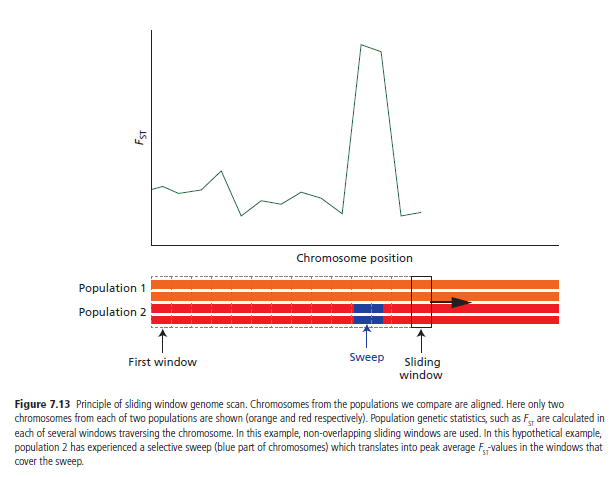 F_ST
Chromosome position
Population 1
Population 2
First window
Sweep
Sliding
window
Figure 7.13 Principle of sliding window genome scan. Chromosomes from the populations we compare are aligned. Here only two
chromosomes from each of two populations are shown (orange and red respectively). Population genetic statistics, such as F_ST are calculated in
each of several windows traversing the chromosome. In this example, non-overlapping sliding windows are used. In this hypothetical example,
population 2 has experienced a selective sweep (blue part of chromosomes) which translates into peak average F_ST-values in the windows that
cover the sweep.